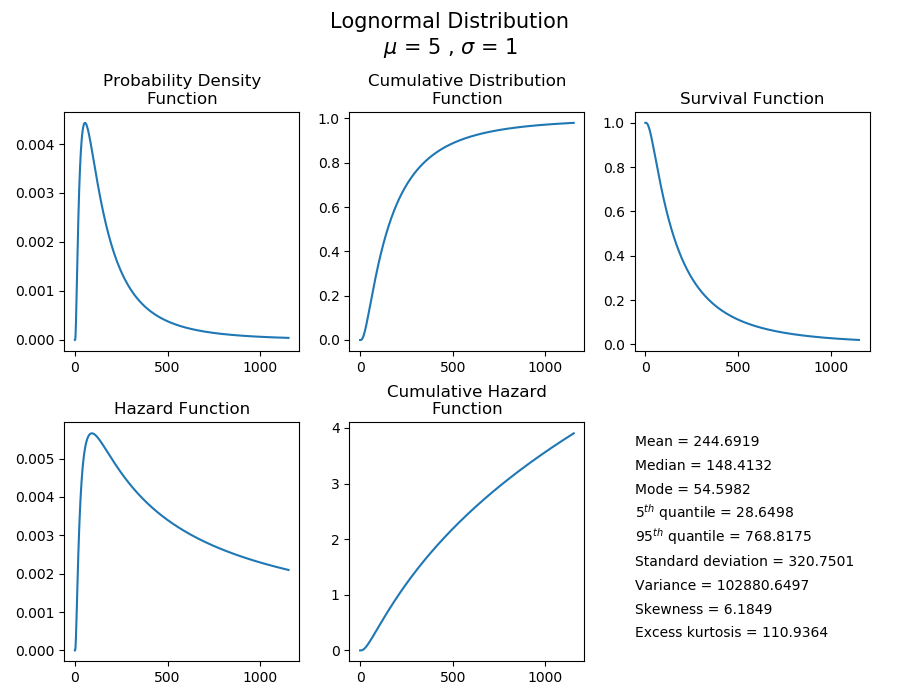 Lognormal Distribution
μ = 5 , σ = 1
Probability Density
Function
0.004
0.003
0.002
0.001
0.000
0 500 1000
Cumulative Distribution
Function
1.0
0.8
0.6
0.4
0.2
0.0
0 500 1000
Survival Function
1.0
0.8
0.6
0.4
0.2
0.0
0 500 1000
Hazard Function
0.005
0.004
0.003
0.002
0.001
0.000
0 500 1000
Cumulative Hazard
Function
4
3
2
1
0
0 500 1000
Mean = 244.6919
Median = 148.4132
Mode = 54.5982
5th quantile = 28.6498
95th quantile = 768.8175
Standard deviation = 320.7501
Variance = 102880.6497
Skewness = 6.1849
Excess kurtosis = 110.9364